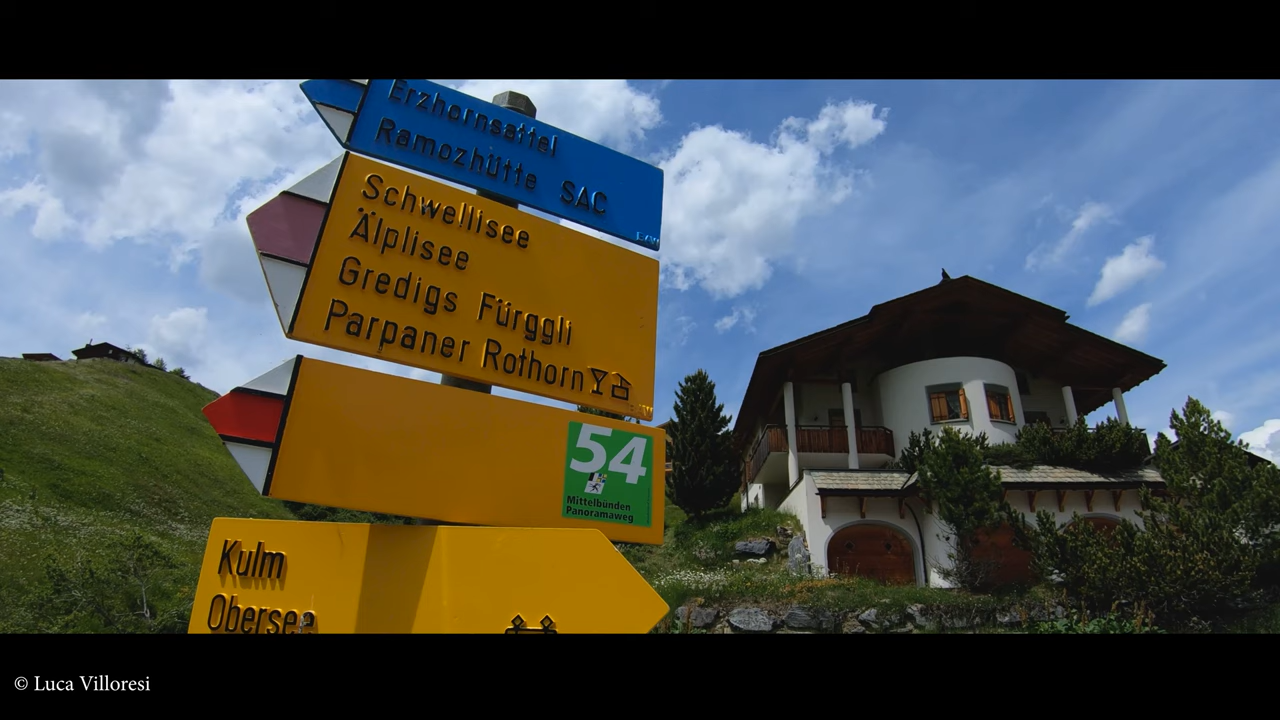 Erzhornsattel
Ramozhütte SAC
Schwellisee
Älplisee
Gredigs Fürggli
Parpaner Rothorn
54
Mittelbünden
Panoramaweg
Kulm
Obersee
© Luca Villoresi